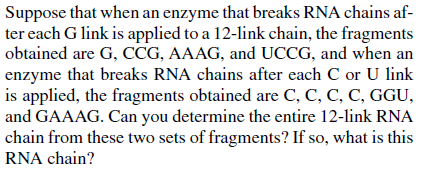 Suppose that when an enzyme that breaks RNA chains af-
ter each G link is applied to a 12-link chain, the fragments
obtained are G, CCG, AAAG, and UCCG, and when an
enzyme that breaks RNA chains after each C or U link
is applied, the fragments obtained are C, C, C, C, GGU,
and GAAAG. Can you determine the entire 12-link RNA
chain from these two sets of fragments? If so, what is this
RNA chain?